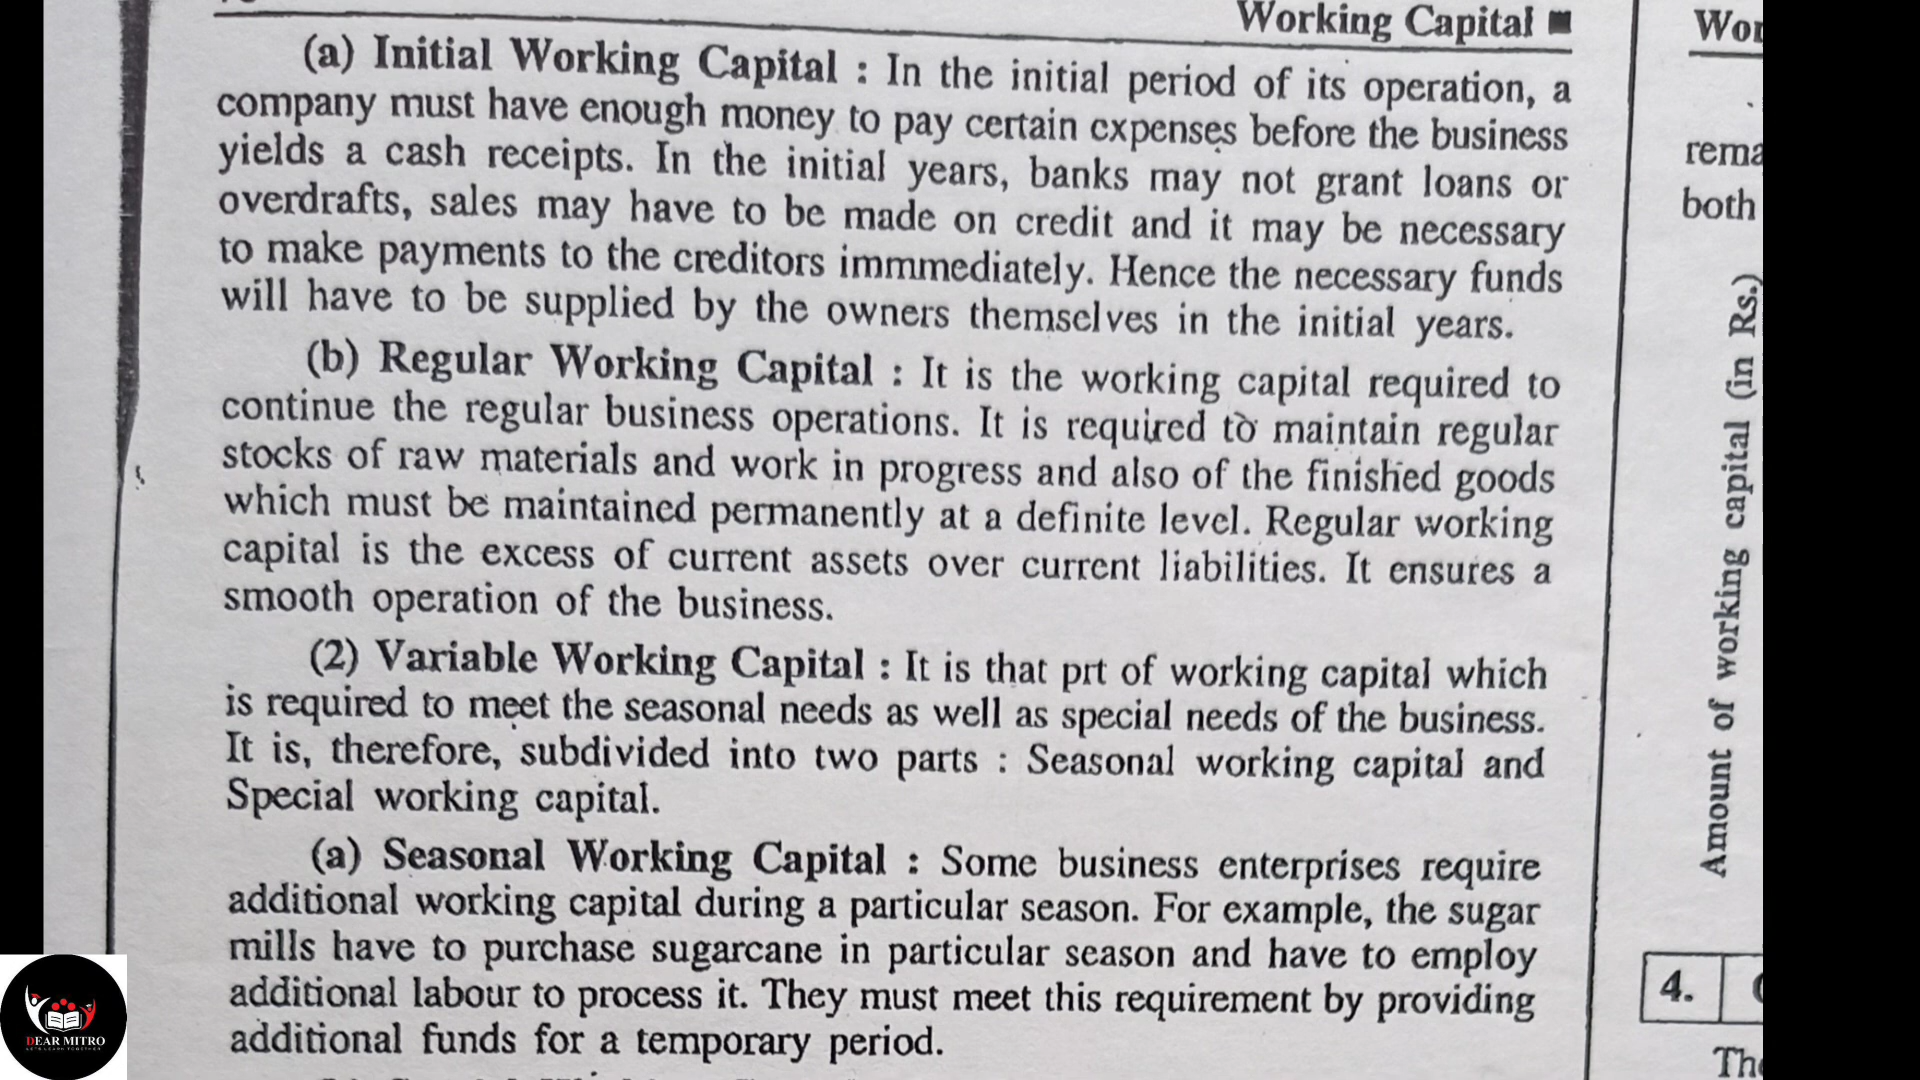 Working Capital ■
(a) Initial Working Capital : In the initial period of its operation, a
company must have enough money to pay certain expenses before the business
yields a cash receipts. In the initial years, banks may not grant loans or
overdrafts, sales may have to be made on credit and it may be necessary
to make payments to the creditors immmediately. Hence the necessary funds
will have to be supplied by the owners themselves in the initial years.
(b) Regular Working Capital : It is the working capital required to
continue the regular business operations. It is required to maintain regular
stocks of raw materials and work in progress and also of the finished goods
which must be maintained permanently at a definite level. Regular working
capital is the excess of current assets over current liabilities. It ensures a
smooth operation of the business.
(2) Variable Working Capital : It is that prt of working capital which
is required to meet the seasonal needs as well as special needs of the business.
It is, therefore, subdivided into two parts : Seasonal working capital and
Special working capital.
(a) Seasonal Working Capital : Some business enterprises require
additional working capital during a particular season. For example, the sugar
mills have to purchase sugarcane in particular season and have to employ
additional labour to process it. They must meet this requirement by providing
additional funds for a temporary period.
Wor
rema
both
Amount of working capital (in Rs.)
4.
The
DEAR MITRO
LET'S LEARN TOGETHER